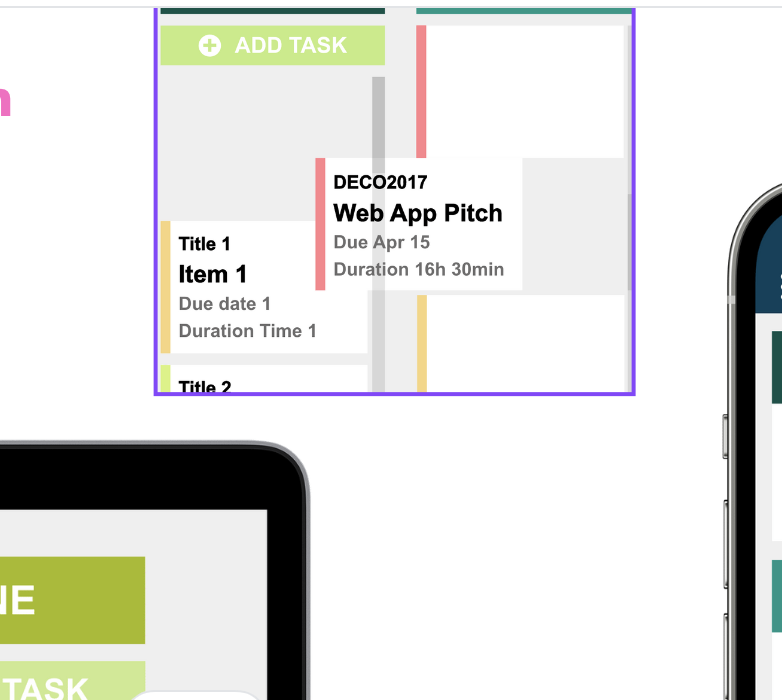 ADD TASK
DECO2017
Web App Pitch
Due Apr 15
Duration 16h 30min
Title 1
Item 1
Due date 1
Duration Time 1
Title 2
TASK